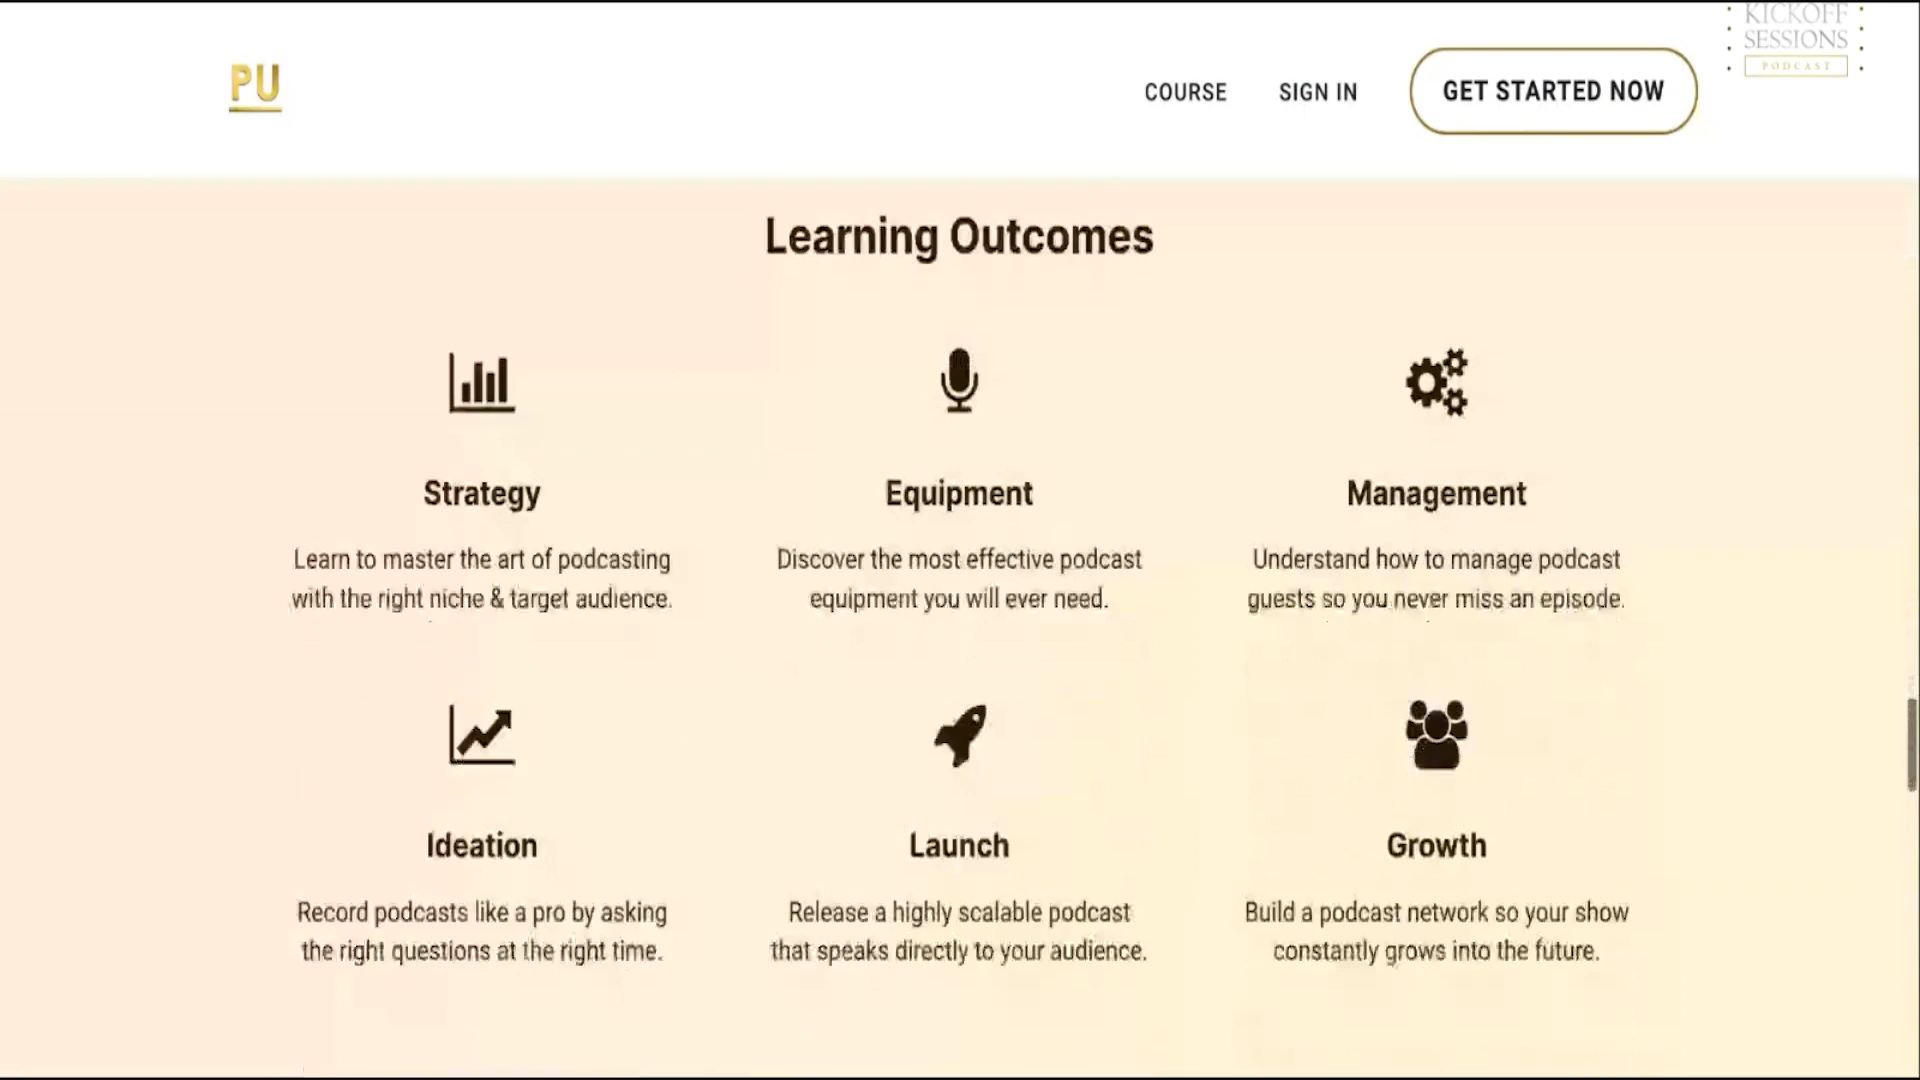 PU
COURSE
SIGN IN
GET STARTED NOW
KICKOFF
SESSIONS
PODCAST
Learning Outcomes
Strategy
Learn to master the art of podcasting
with the right niche & target audience.
Equipment
Discover the most effective podcast
equipment you will ever need.
Management
Understand how to manage podcast
guests so you never miss an episode.
Ideation
Record podcasts like a pro by asking
the right questions at the right time.
Launch
Release a highly scalable podcast
that speaks directly to your audience.
Growth
Build a podcast network so your show
constantly grows into the future.